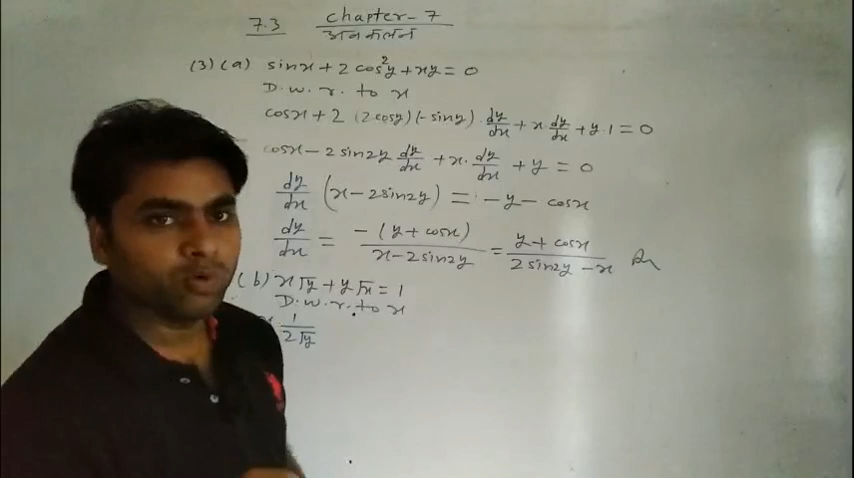 7.3 chapter-7
अवकलन
(3) (a) sinx + 2 cos²y + xy = 0
D.w.r. to x
cosx + 2 (2cosy)(-siny) · dy/dx + x · dy/dx + y·1 = 0
cosx - 2 sin2y dy/dx + x· dy/dx + y = 0
dy/dx (x - 2sin2y) = -y - cosx
dy/dx = -(y + cosx)/(x - 2sin2y) = (y + cosx)/(2 sin2y - x)
(b) x√y + y√x = 1
D.w.r. to x
1/(2√y)